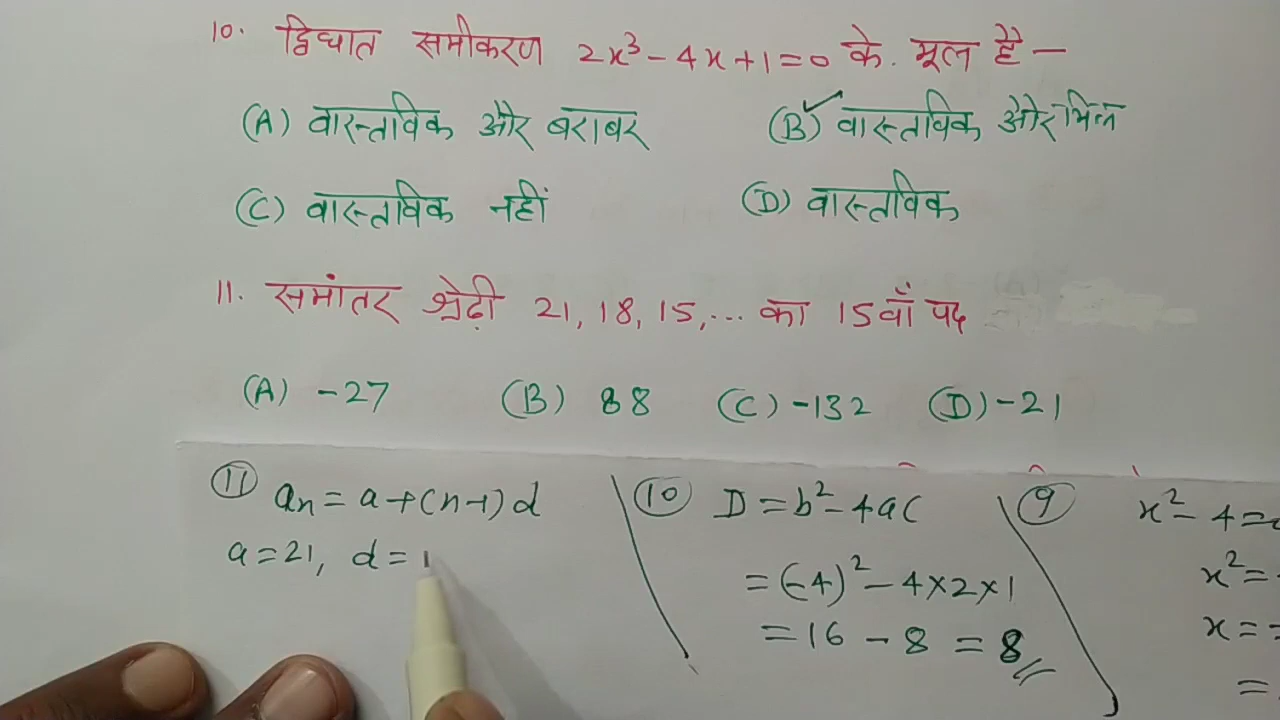 10. द्विघात समीकरण 2x³-4x+1=0 के. मूल है —
(A) वास्तविक और बराबर (B) वास्तविक और भिन्न
(C) वास्तविक नहीं (D) वास्तविक
11. समांतर श्रेढ़ी 21, 18, 15,... का 15वाँ पद
(A) -27 (B) 88 (C) -132 (D) -21
⑪ an = a+(n-1)d
a=21, d=
⑩ D = b²-4ac
= (-4)² - 4×2×1
= 16 - 8 = 8
⑨ x²-4=
x²=
x=
=